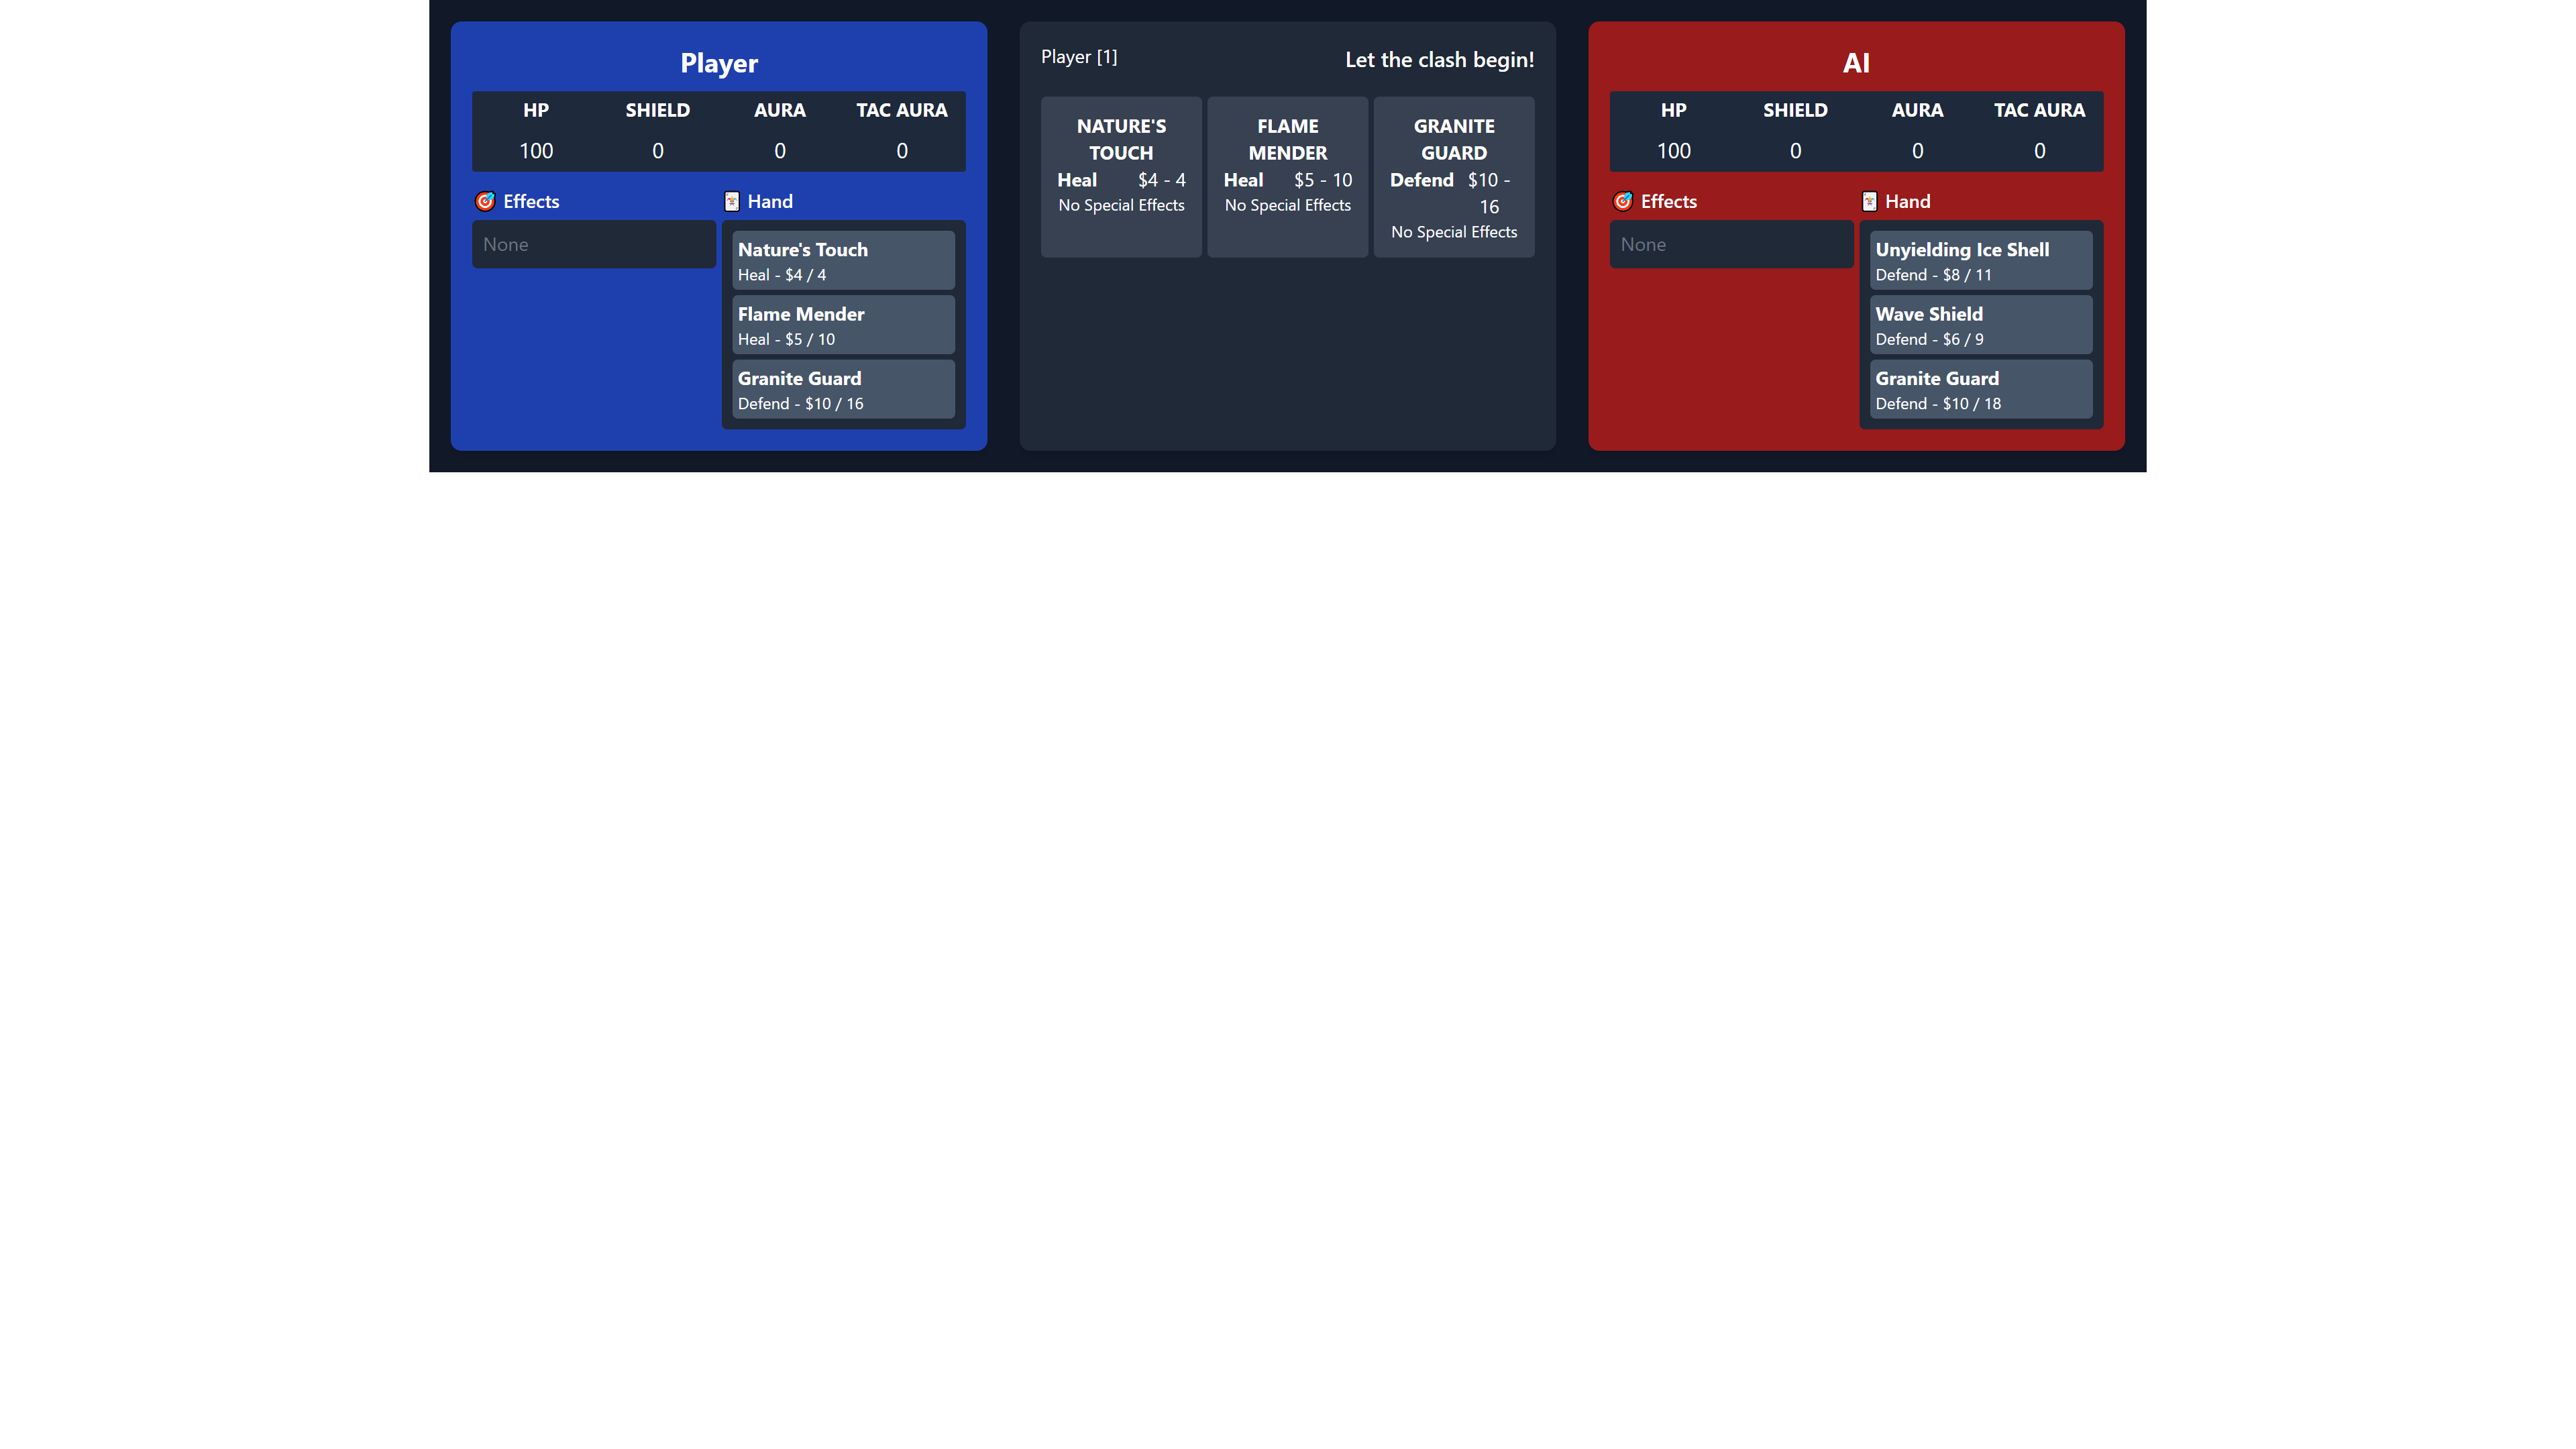 Player
HP SHIELD AURA TAC AURA
100 0 0 0
Effects
None
Hand
Nature's Touch
Heal - $4 / 4
Flame Mender
Heal - $5 / 10
Granite Guard
Defend - $10 / 16
Player [1]
Let the clash begin!
NATURE'S
TOUCH
Heal $4 - 4
No Special Effects
FLAME
MENDER
Heal $5 - 10
No Special Effects
GRANITE
GUARD
Defend $10 -
16
No Special Effects
AI
HP SHIELD AURA TAC AURA
100 0 0 0
Effects
None
Hand
Unyielding Ice Shell
Defend - $8 / 11
Wave Shield
Defend - $6 / 9
Granite Guard
Defend - $10 / 18